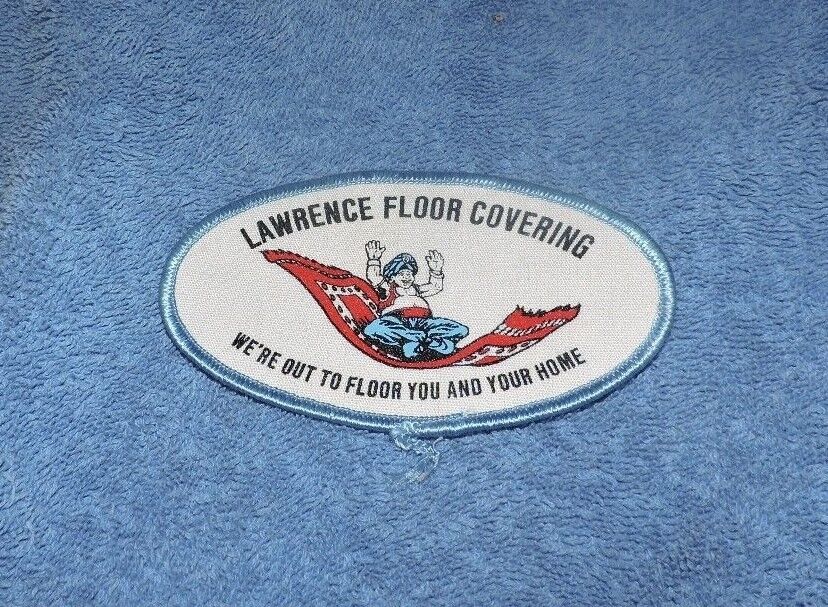 LAWRENCE FLOOR COVERING
WE'RE OUT TO FLOOR YOU AND YOUR HOME